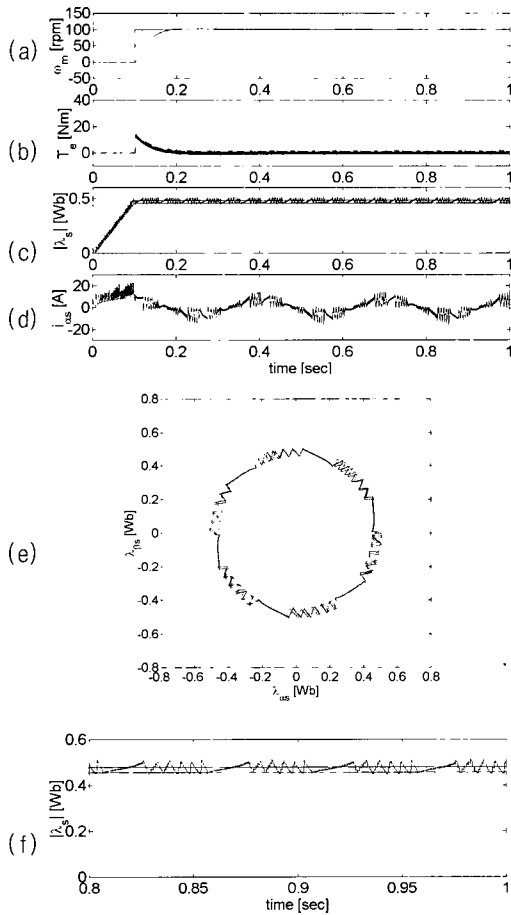 (a)
ω_m [rpm]
150
100
50
0
-50
0 0.2 0.4 0.6 0.8 1
(b)
T_e [Nm]
40
20
0
0 0.2 0.4 0.6 0.8 1
(c)
|λ_s| [Wb]
0.5
0
0 0.2 0.4 0.6 0.8 1
(d)
i_αs [A]
20
0
-20
0 0.2 0.4 0.6 0.8 1
time [sec]
(e)
λ_βs [Wb]
0.8
0.6
0.4
0.2
0
-0.2
-0.4
-0.6
-0.8
-0.8 -0.6 -0.4 -0.2 0 0.2 0.4 0.6 0.8
λ_αs [Wb]
(f)
|λ_s| [Wb]
0.6
0.4
0.2
0
0.8 0.85 0.9 0.95 1
time [sec]